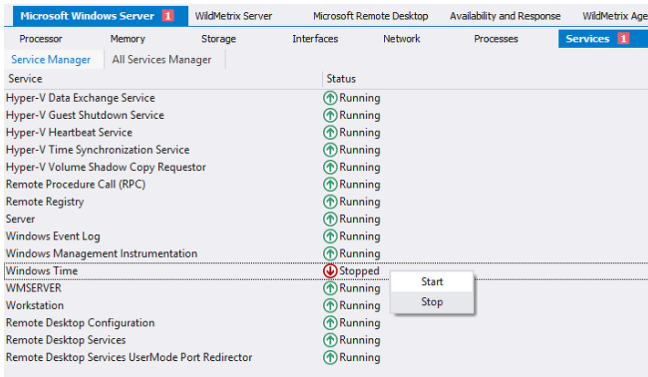 Microsoft Windows Server 1 WildMetrix Server Microsoft Remote Desktop Availability and Response WildMetrix Age
Processor Memory Storage Interfaces Network Processes Services 1
Service Manager All Services Manager
Service Status
Hyper-V Data Exchange Service Running
Hyper-V Guest Shutdown Service Running
Hyper-V Heartbeat Service Running
Hyper-V Time Synchronization Service Running
Hyper-V Volume Shadow Copy Requestor Running
Remote Procedure Call (RPC) Running
Remote Registry Running
Server Running
Windows Event Log Running
Windows Management Instrumentation Running
Windows Time Stopped
Start
WMSERVER Running
Stop
Workstation Running
Remote Desktop Configuration Running
Remote Desktop Services Running
Remote Desktop Services UserMode Port Redirector Running